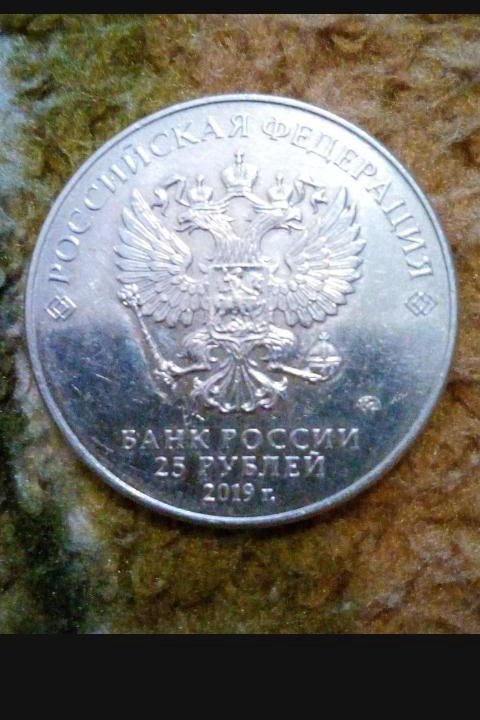 РОССИЙСКАЯ ФЕДЕРАЦИЯ
БАНК РОССИИ
25 РУБЛЕЙ
2019 г.